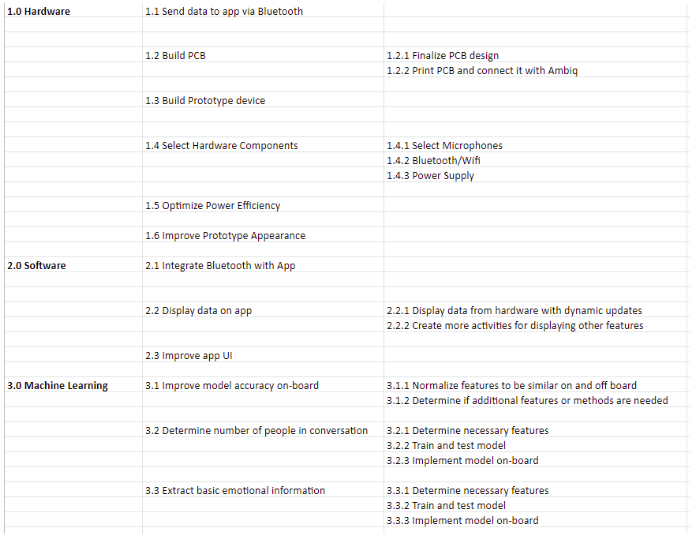 1.0 Hardware 1.1 Send data to app via Bluetooth
1.2 Build PCB 1.2.1 Finalize PCB design
1.2.2 Print PCB and connect it with Ambiq
1.3 Build Prototype device
1.4 Select Hardware Components 1.4.1 Select Microphones
1.4.2 Bluetooth/Wifi
1.4.3 Power Supply
1.5 Optimize Power Efficiency
1.6 Improve Prototype Appearance
2.0 Software 2.1 Integrate Bluetooth with App
2.2 Display data on app 2.2.1 Display data from hardware with dynamic updates
2.2.2 Create more activities for displaying other features
2.3 Improve app UI
3.0 Machine Learning 3.1 Improve model accuracy on-board 3.1.1 Normalize features to be similar on and off board
3.1.2 Determine if additional features or methods are needed
3.2 Determine number of people in conversation 3.2.1 Determine necessary features
3.2.2 Train and test model
3.2.3 Implement model on-board
3.3 Extract basic emotional information 3.3.1 Determine necessary features
3.3.2 Train and test model
3.3.3 Implement model on-board